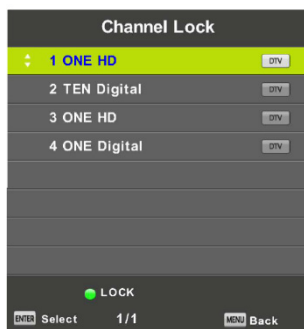 Channel Lock
1 ONE HD DTV
2 TEN Digital DTV
3 ONE HD DTV
4 ONE Digital DTV
LOCK
ENTER Select 1/1 MENU Back